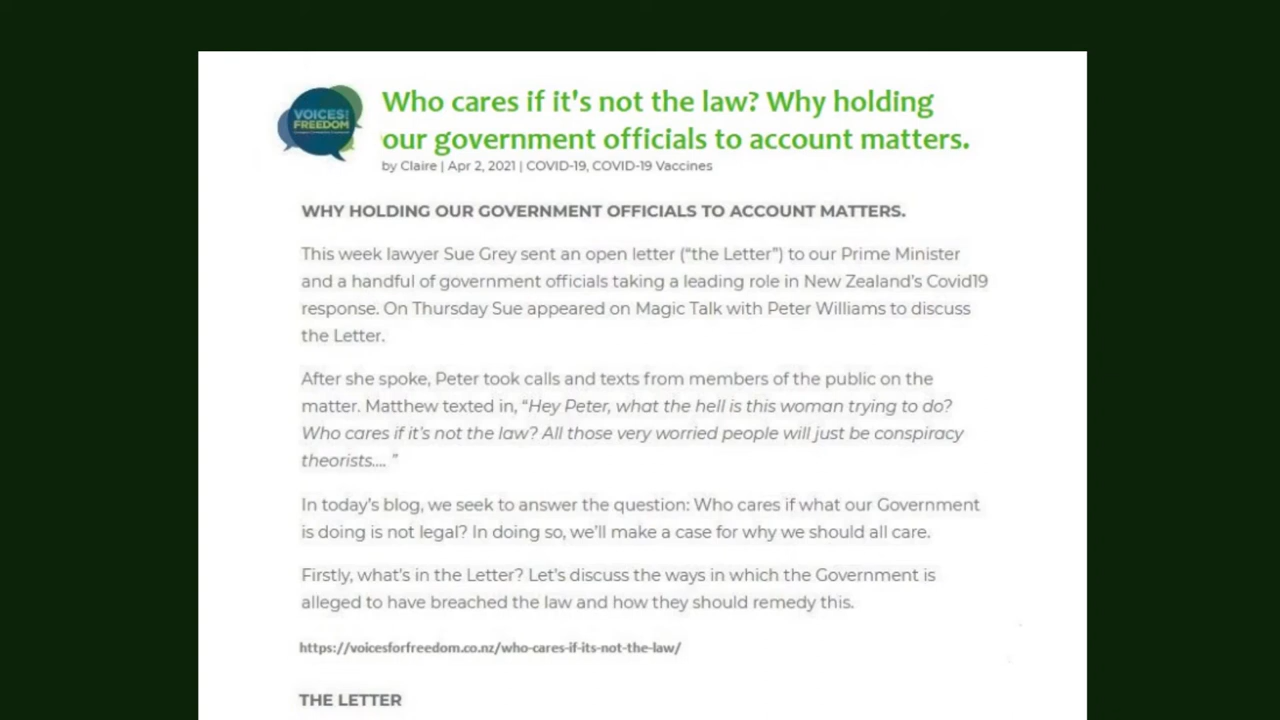 VOICES FOR
FREEDOM
Who cares if it's not the law? Why holding
our government officials to account matters.
by Claire | Apr 2, 2021 | COVID-19, COVID-19 Vaccines
WHY HOLDING OUR GOVERNMENT OFFICIALS TO ACCOUNT MATTERS.
This week lawyer Sue Grey sent an open letter (“the Letter”) to our Prime Minister
and a handful of government officials taking a leading role in New Zealand’s Covid19
response. On Thursday Sue appeared on Magic Talk with Peter Williams to discuss
the Letter.
After she spoke, Peter took calls and texts from members of the public on the
matter. Matthew texted in, “Hey Peter, what the hell is this woman trying to do?
Who cares if it’s not the law? All those very worried people will just be conspiracy
theorists.... ”
In today’s blog, we seek to answer the question: Who cares if what our Government
is doing is not legal? In doing so, we’ll make a case for why we should all care.
Firstly, what’s in the Letter? Let’s discuss the ways in which the Government is
alleged to have breached the law and how they should remedy this.
https://voicesforfreedom.co.nz/who-cares-if-its-not-the-law/
THE LETTER